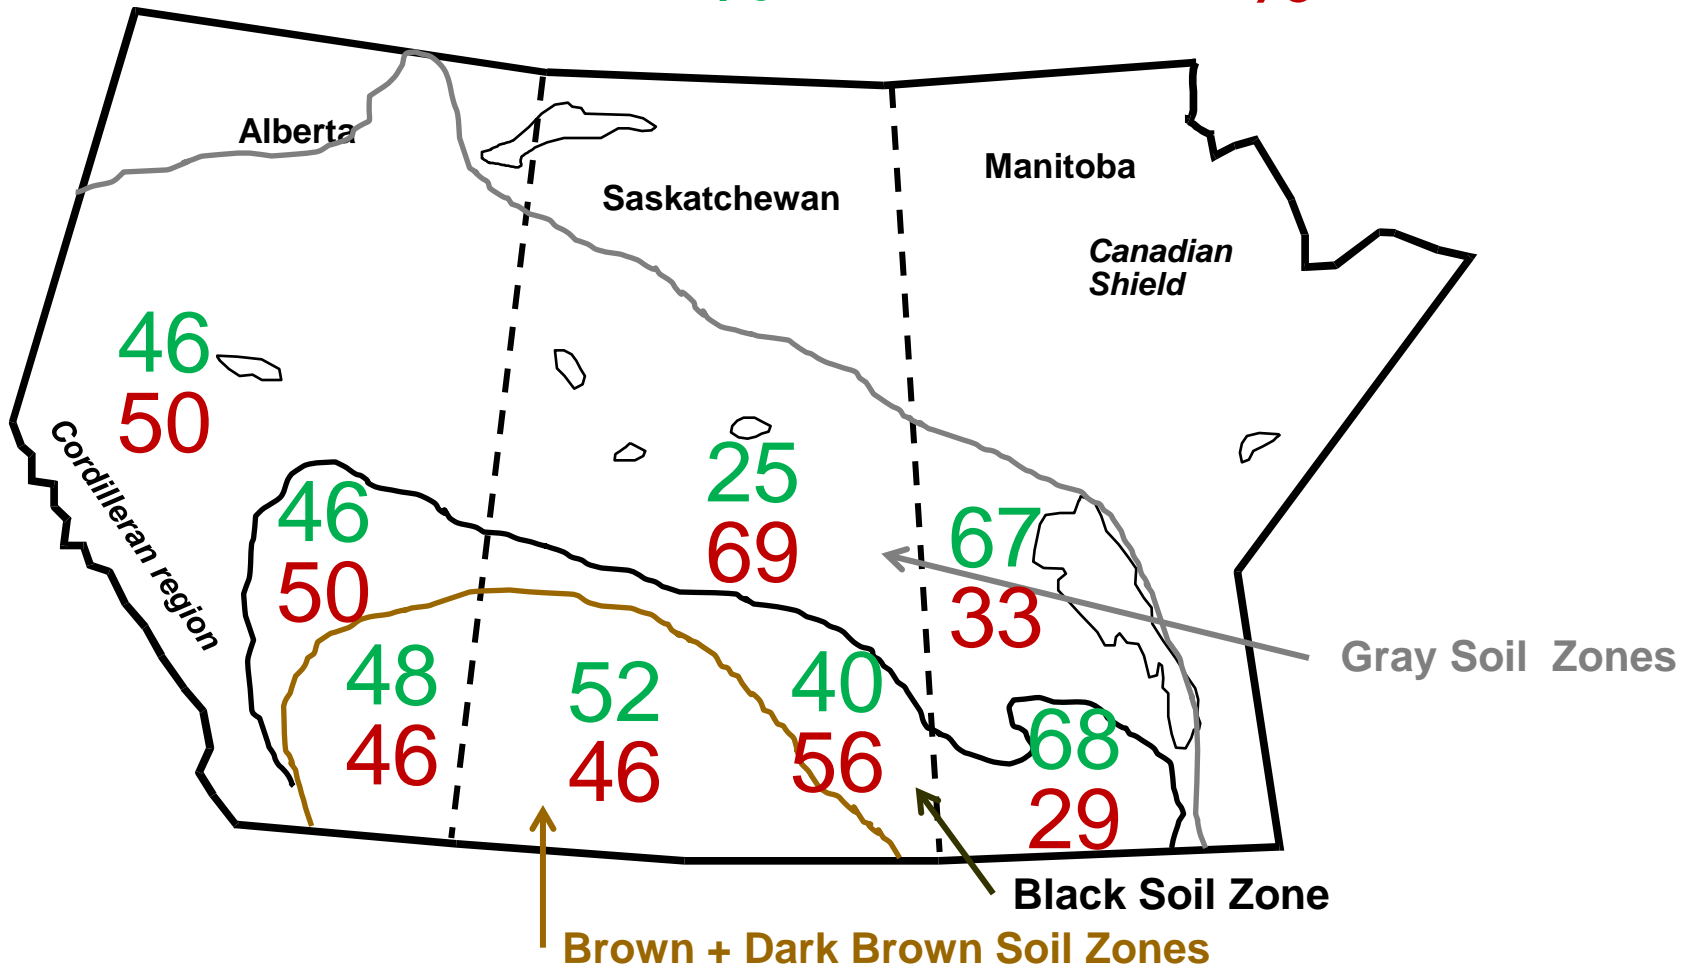 Alberta
Saskatchewan
Manitoba
Canadian
Shield
46
50
Cordilleran region
46
50
25
69
67
33
Gray Soil Zones
48
46
52
46
40
56
68
29
Black Soil Zone
Brown + Dark Brown Soil Zones